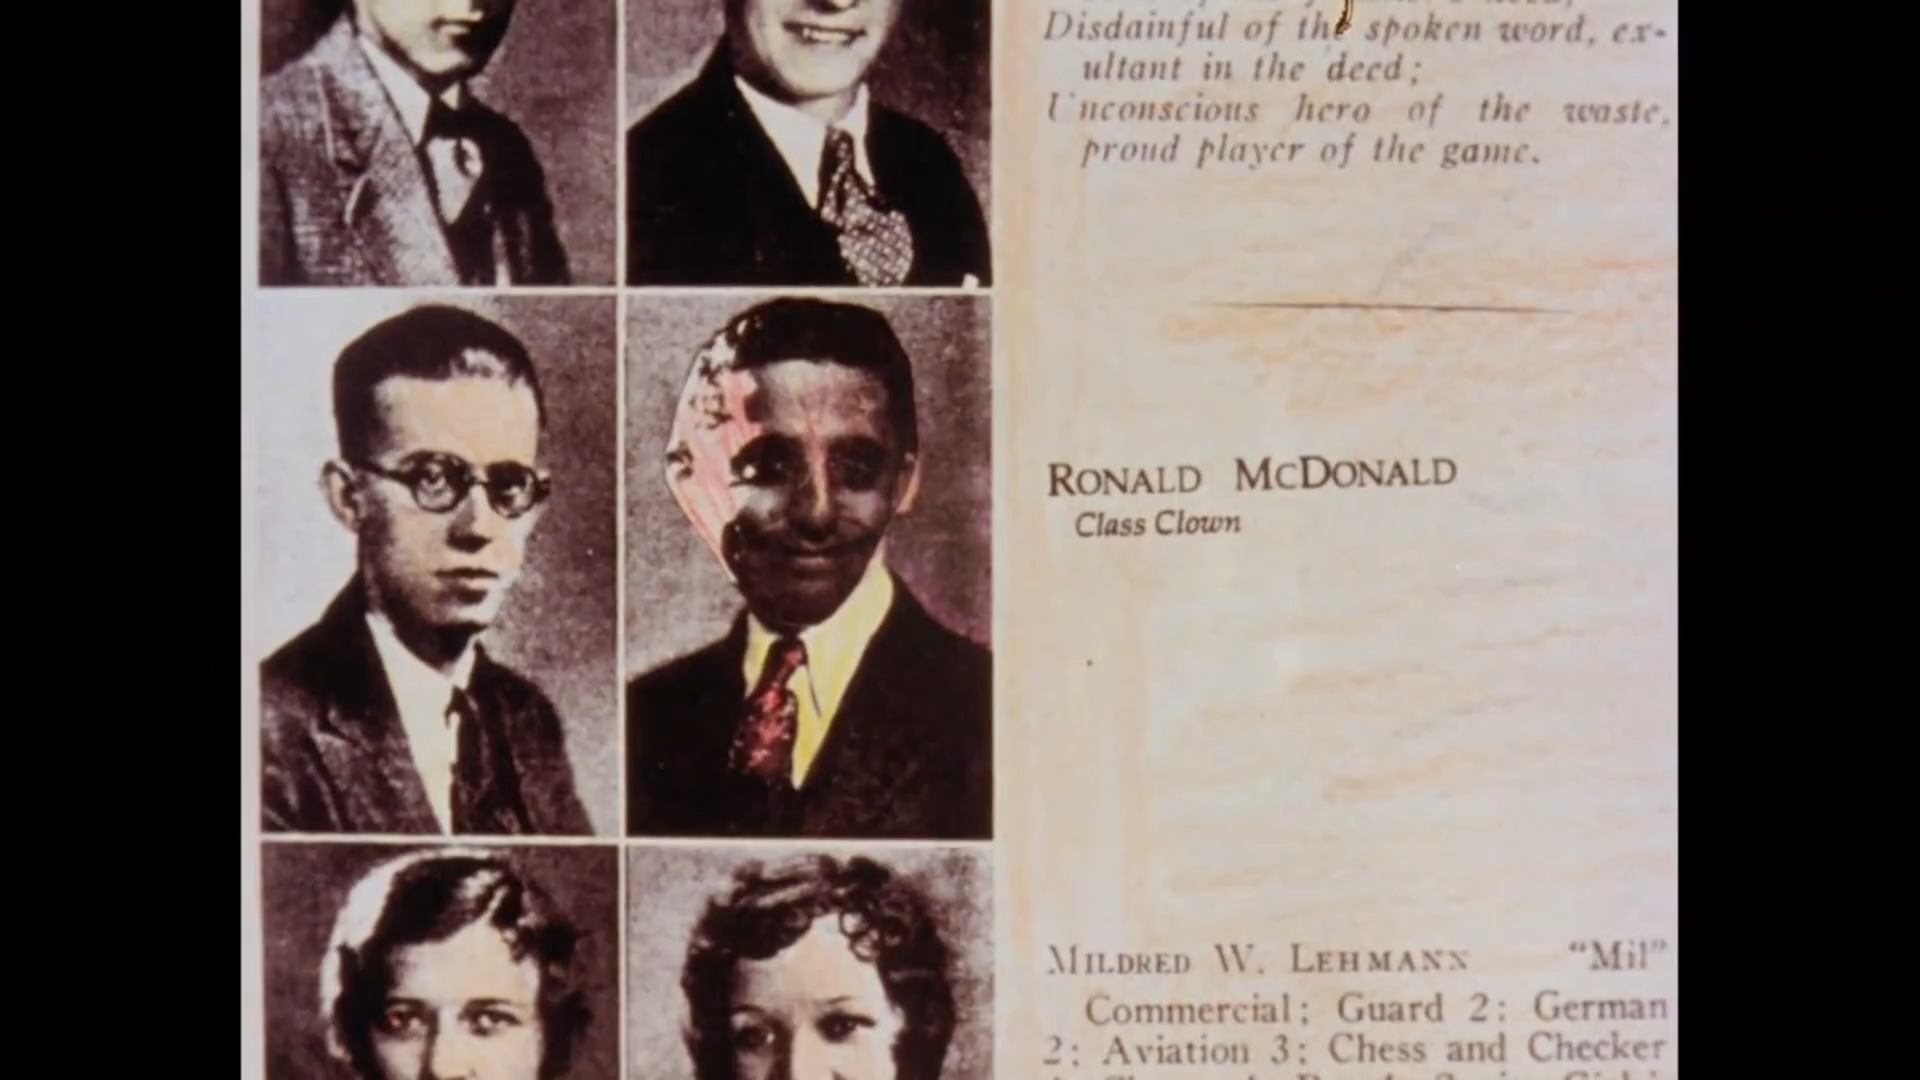 Disdainful of the spoken word, ex-
ultant in the deed;
Unconscious hero of the waste,
proud player of the game.
RONALD MCDONALD
Class Clown
MILDRED W. LEHMANN "Mil"
Commercial; Guard 2; German
2; Aviation 3; Chess and Checker